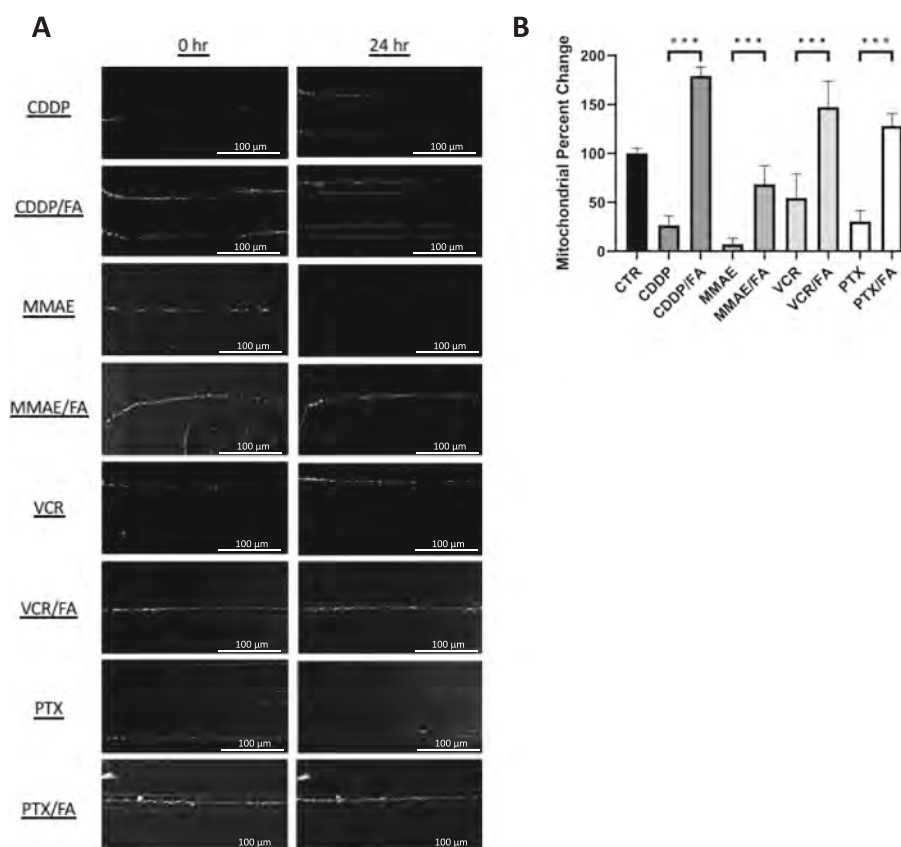 A
0 hr 24 hr
CDDP
100 µm 100 µm
CDDP/FA
100 µm 100 µm
MMAE
100 µm 100 µm
MMAE/FA
100 µm 100 µm
VCR
100 µm 100 µm
VCR/FA
100 µm 100 µm
PTX
100 µm 100 µm
PTX/FA
100 µm 100 µm
B
*** *** *** ***
Mitochondrial Percent Change
200
150
100
50
0
CTR CDDP CDDP/FA MMAE MMAE/FA VCR VCR/FA PTX PTX/FA